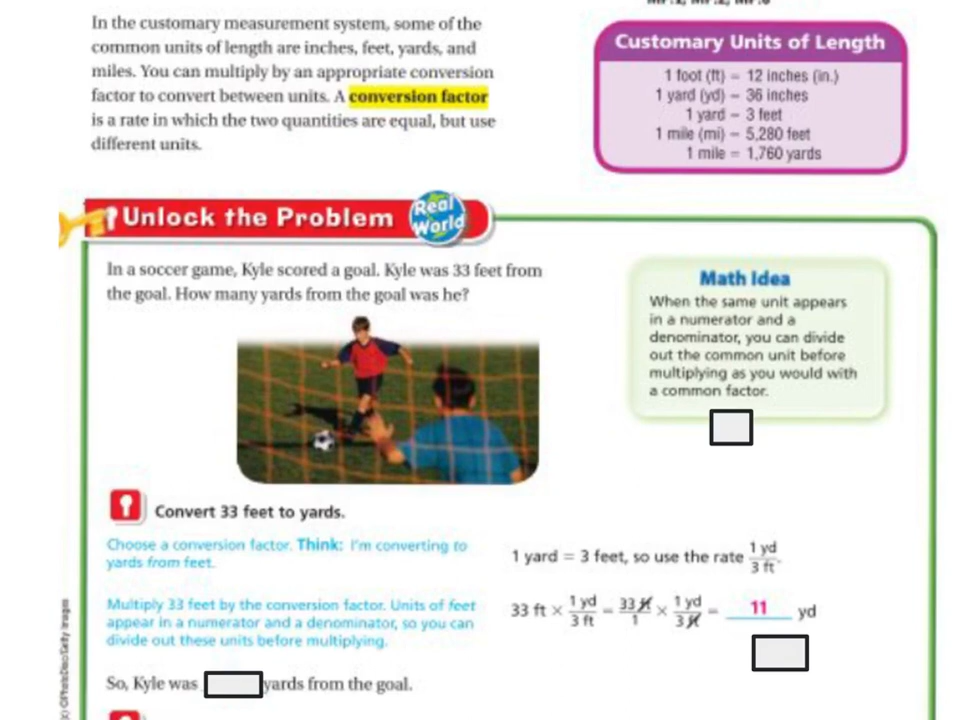 In the customary measurement system, some of the
common units of length are inches, feet, yards, and
miles. You can multiply by an appropriate conversion
factor to convert between units. A conversion factor
is a rate in which the two quantities are equal, but use
different units.
Customary Units of Length
1 foot (ft) = 12 inches (in.)
1 yard (yd) = 36 inches
1 yard = 3 feet
1 mile (mi) = 5,280 feet
1 mile = 1,760 yards
Unlock the Problem
Real
World
In a soccer game, Kyle scored a goal. Kyle was 33 feet from
the goal. How many yards from the goal was he?
Math Idea
When the same unit appears
in a numerator and a
denominator, you can divide
out the common unit before
multiplying as you would with
a common factor.
Convert 33 feet to yards.
Choose a conversion factor. Think: I'm converting to
yards from feet.
1 yard = 3 feet, so use the rate 1 yd/3 ft.
Multiply 33 feet by the conversion factor. Units of feet
appear in a numerator and a denominator, so you can
divide out these units before multiplying.
33 ft × 1 yd/3 ft = 33 ft/1 × 1 yd/3 ft = 11 yd
So, Kyle was yards from the goal.
(c) ©PhotoDisc/Getty Images